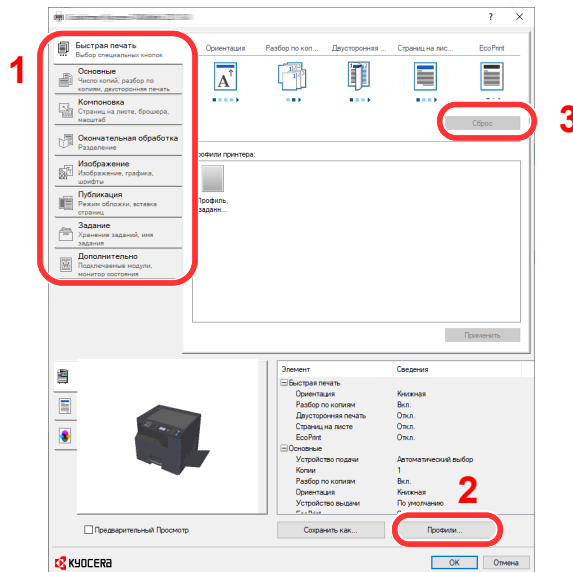 ? ×
1
Быстрая печать
Выбор специальных кнопок
Основные
Число копий, разбор по
копиям, двусторонняя печать
Компоновка
Страниц на листе, брошюра,
масштаб
Окончательная обработка
Разделение
Изображение
Изображение, графика,
шрифты
Публикация
Режим обложки, вставка
страниц
Задание
Хранение заданий, имя
задания
Дополнительно
Подключаемые модули,
монитор состояния
Ориентация Разбор по коп... Двусторонняя ... Страниц на лис... EcoPrint
A
Сброс
3
рофили принтера:
Профиль,
заданн...
Применить
Элемент Сведения
Быстрая печать
Ориентация Книжная
Разбор по копиям Вкл.
Двусторонняя печать Откл.
Страниц на листе Откл.
EcoPrint Откл.
Основные
Устройство подачи Автоматический выбор
Копии 1
Разбор по копиям Вкл.
Ориентация Книжная
Устройство выдачи По умолчанию
2
Предварительный Просмотр
Сохранить как...
Профили...
KYOCERA
OK Отмена